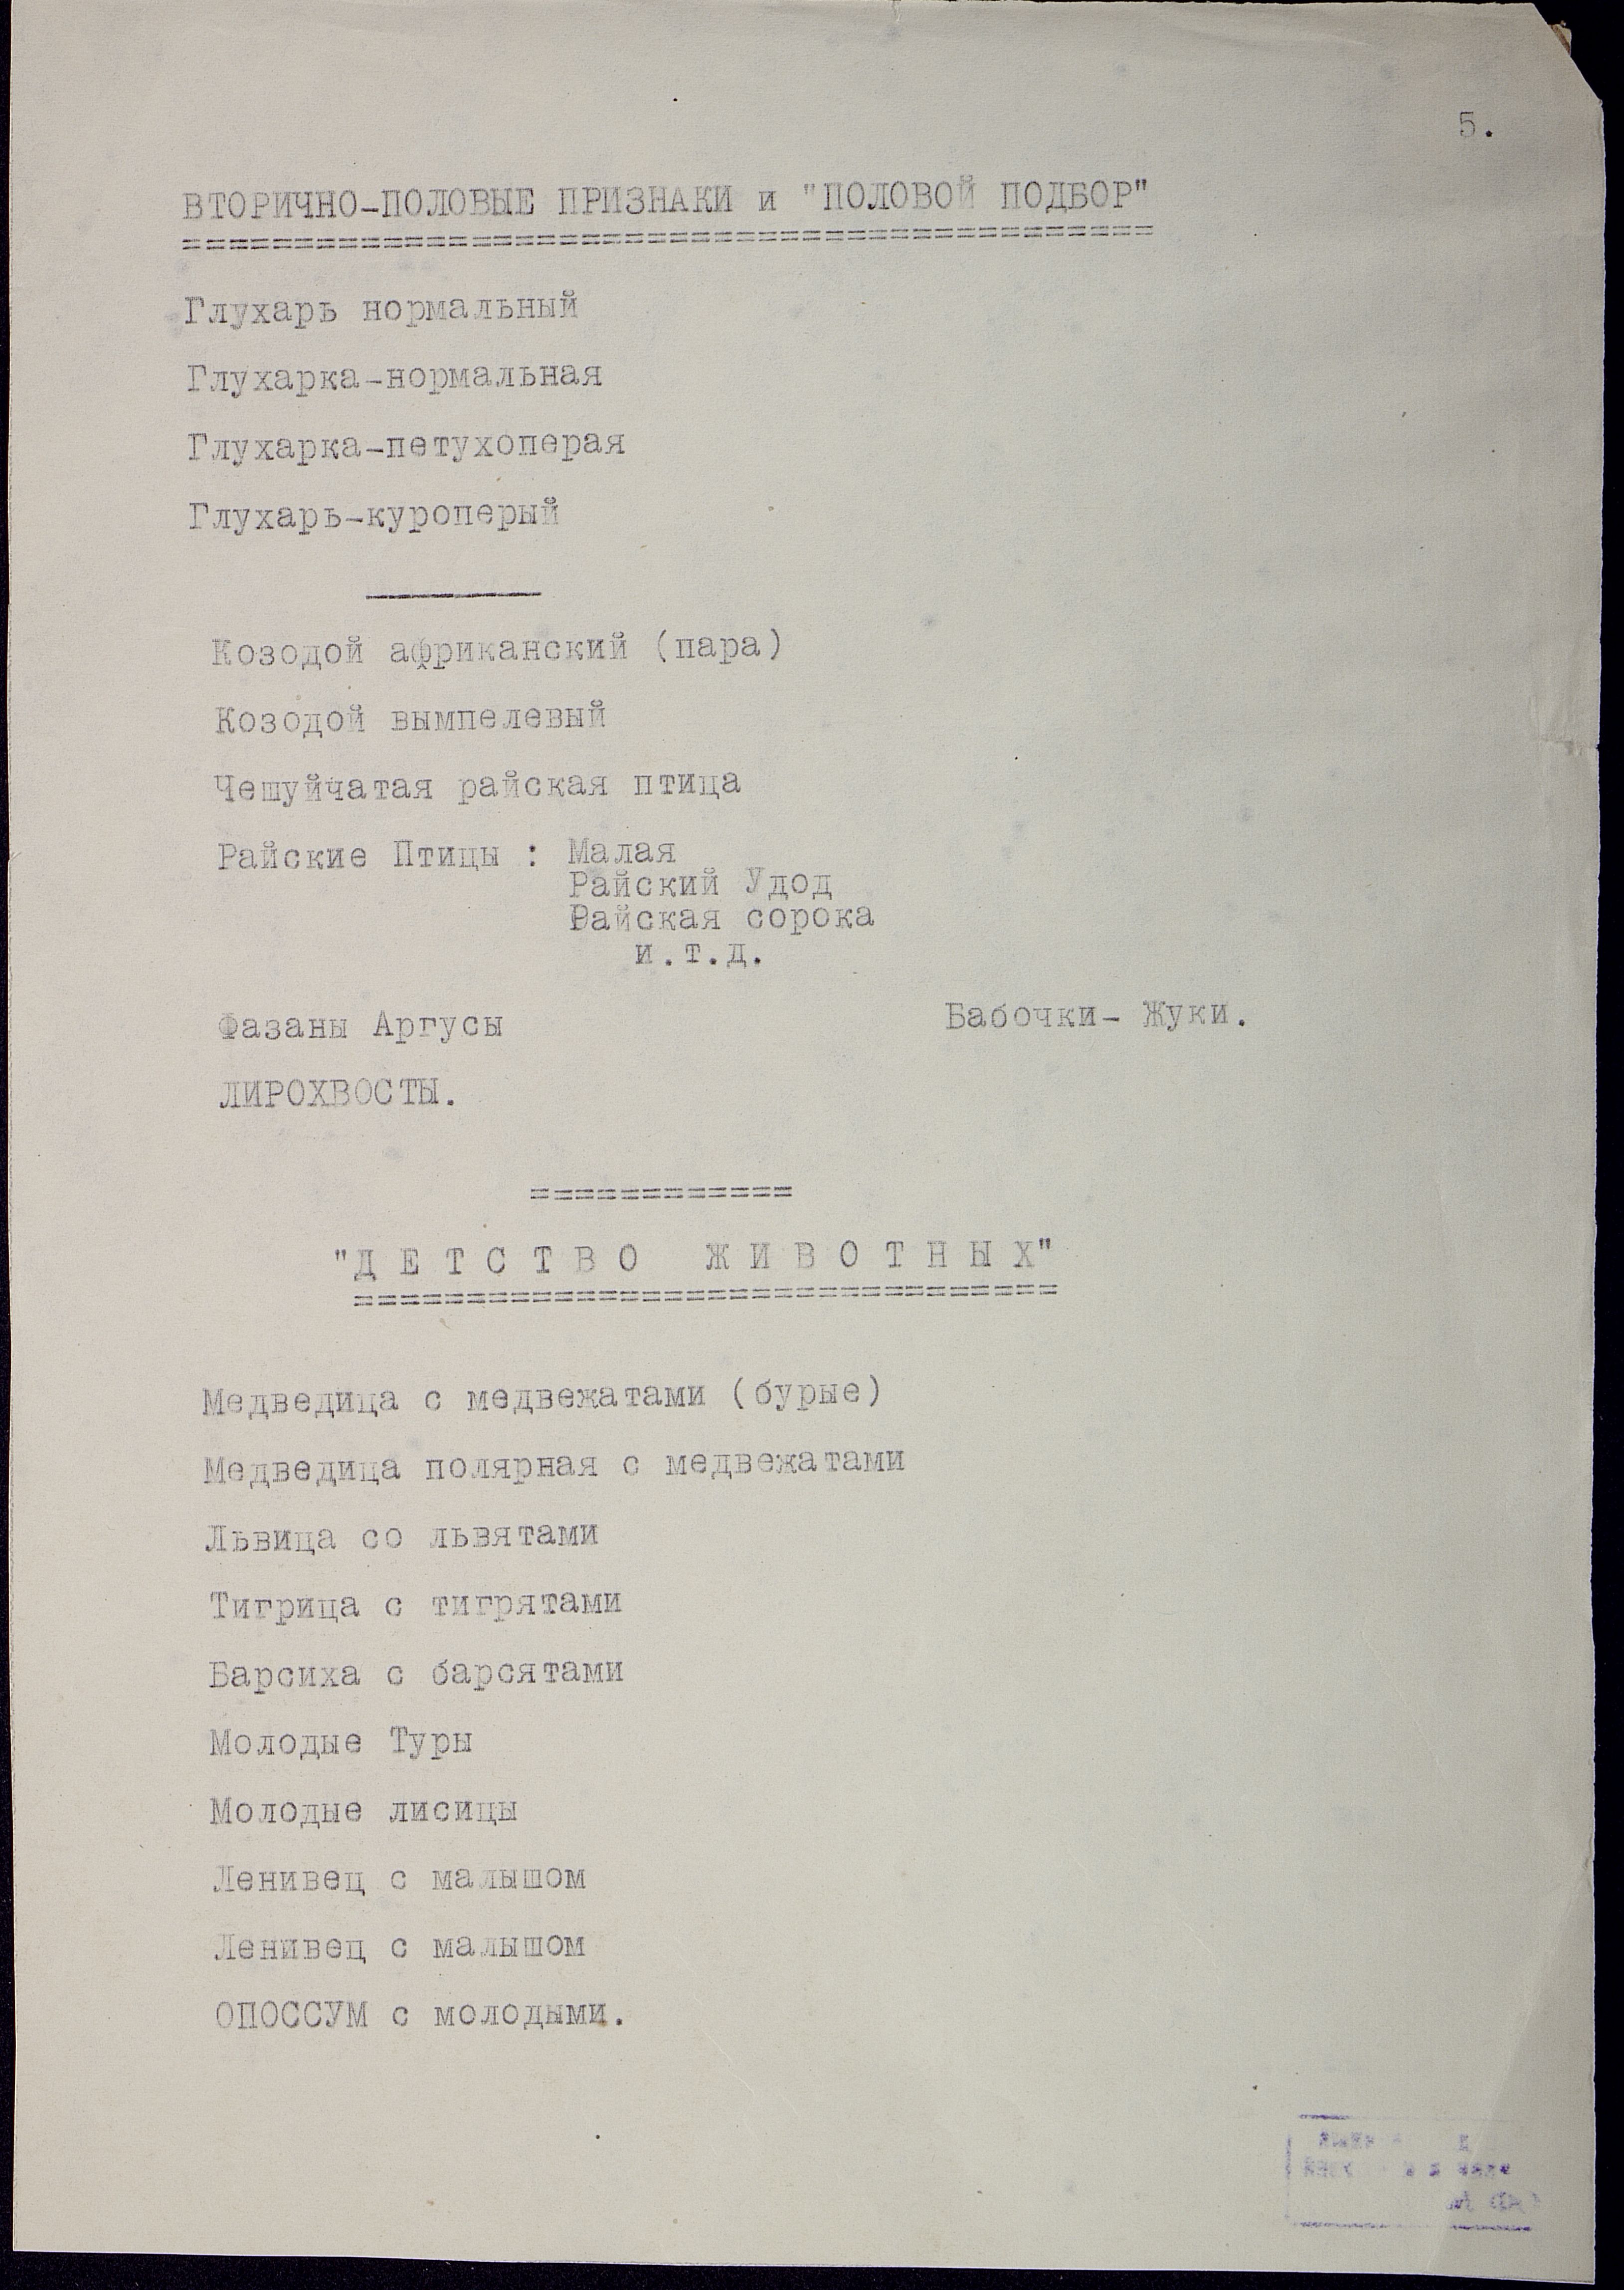 5.
ВТОРИЧНО-ПОЛОВЫЕ ПРИЗНАКИ и "ПОЛОВОЙ ПОДБОР"
Глухарь нормальный
Глухарка-нормальная
Глухарка-петухоперая
Глухарь-куроперый
Козодой африканский (пара)
Козодой вымпелевый
Чешуйчатая райская птица
Райские Птицы : Малая
Райский Удод
Райская сорока
и.т.д.
Фазаны Аргусы
Бабочки- Жуки.
ЛИРОХВОСТЫ.
"ДЕТСТВО ЖИВОТНЫХ"
Медведица с медвежатами (бурые)
Медведица полярная с медвежатами
Львица со львятами
Тигрица с тигрятами
Барсиха с барсятами
Молодые Туры
Молодые лисицы
Ленивец с малышом
Ленивец с малышом
ОПОССУМ с молодыми.